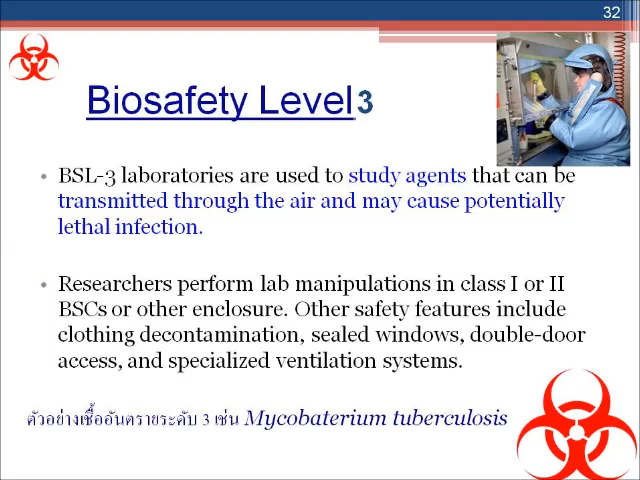 32
Biosafety Level 3
• BSL-3 laboratories are used to study agents that can be
transmitted through the air and may cause potentially
lethal infection.
• Researchers perform lab manipulations in class I or II
BSCs or other enclosure. Other safety features include
clothing decontamination, sealed windows, double-door
access, and specialized ventilation systems.
ตัวอย่างเชื้ออันตรายระดับ 3 เช่น Mycobaterium tuberculosis